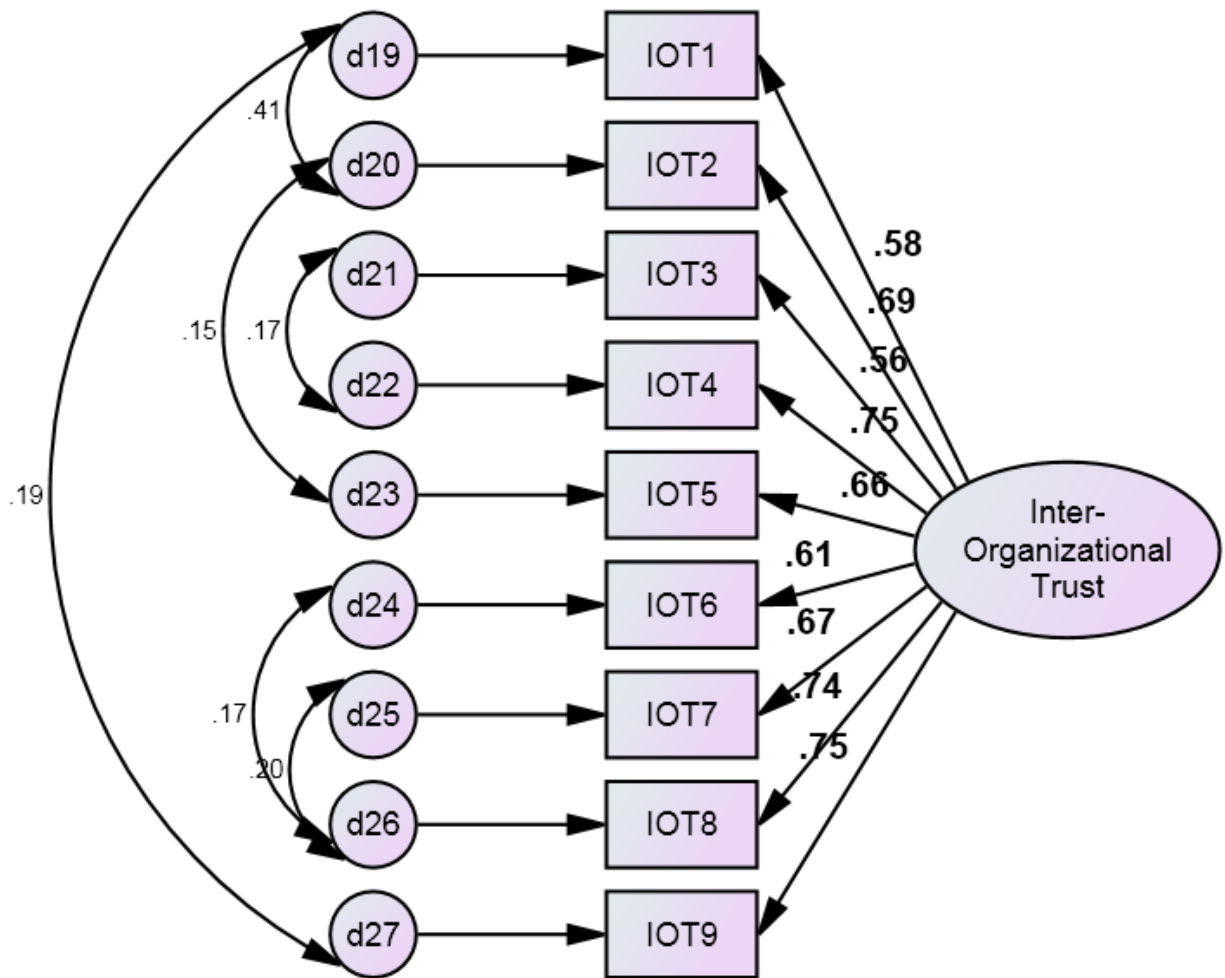 d19
IOT1
.41
d20
IOT2
.58
d21
IOT3
.69
.15
.17
.56
d22
IOT4
.75
.19
d23
IOT5
.66
Inter-
Organizational
Trust
.61
d24
IOT6
.67
.17
d25
IOT7
.74
.20
.75
d26
IOT8
d27
IOT9